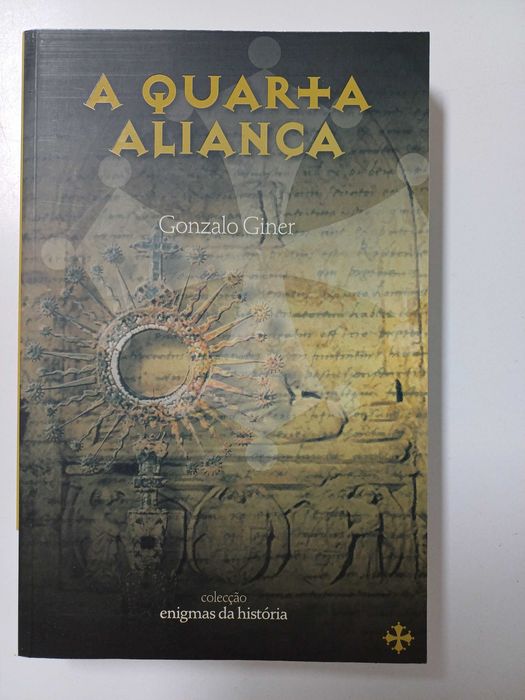 A QUARTA
ALIANÇA
Gonzalo Giner
colecção
enigmas da história